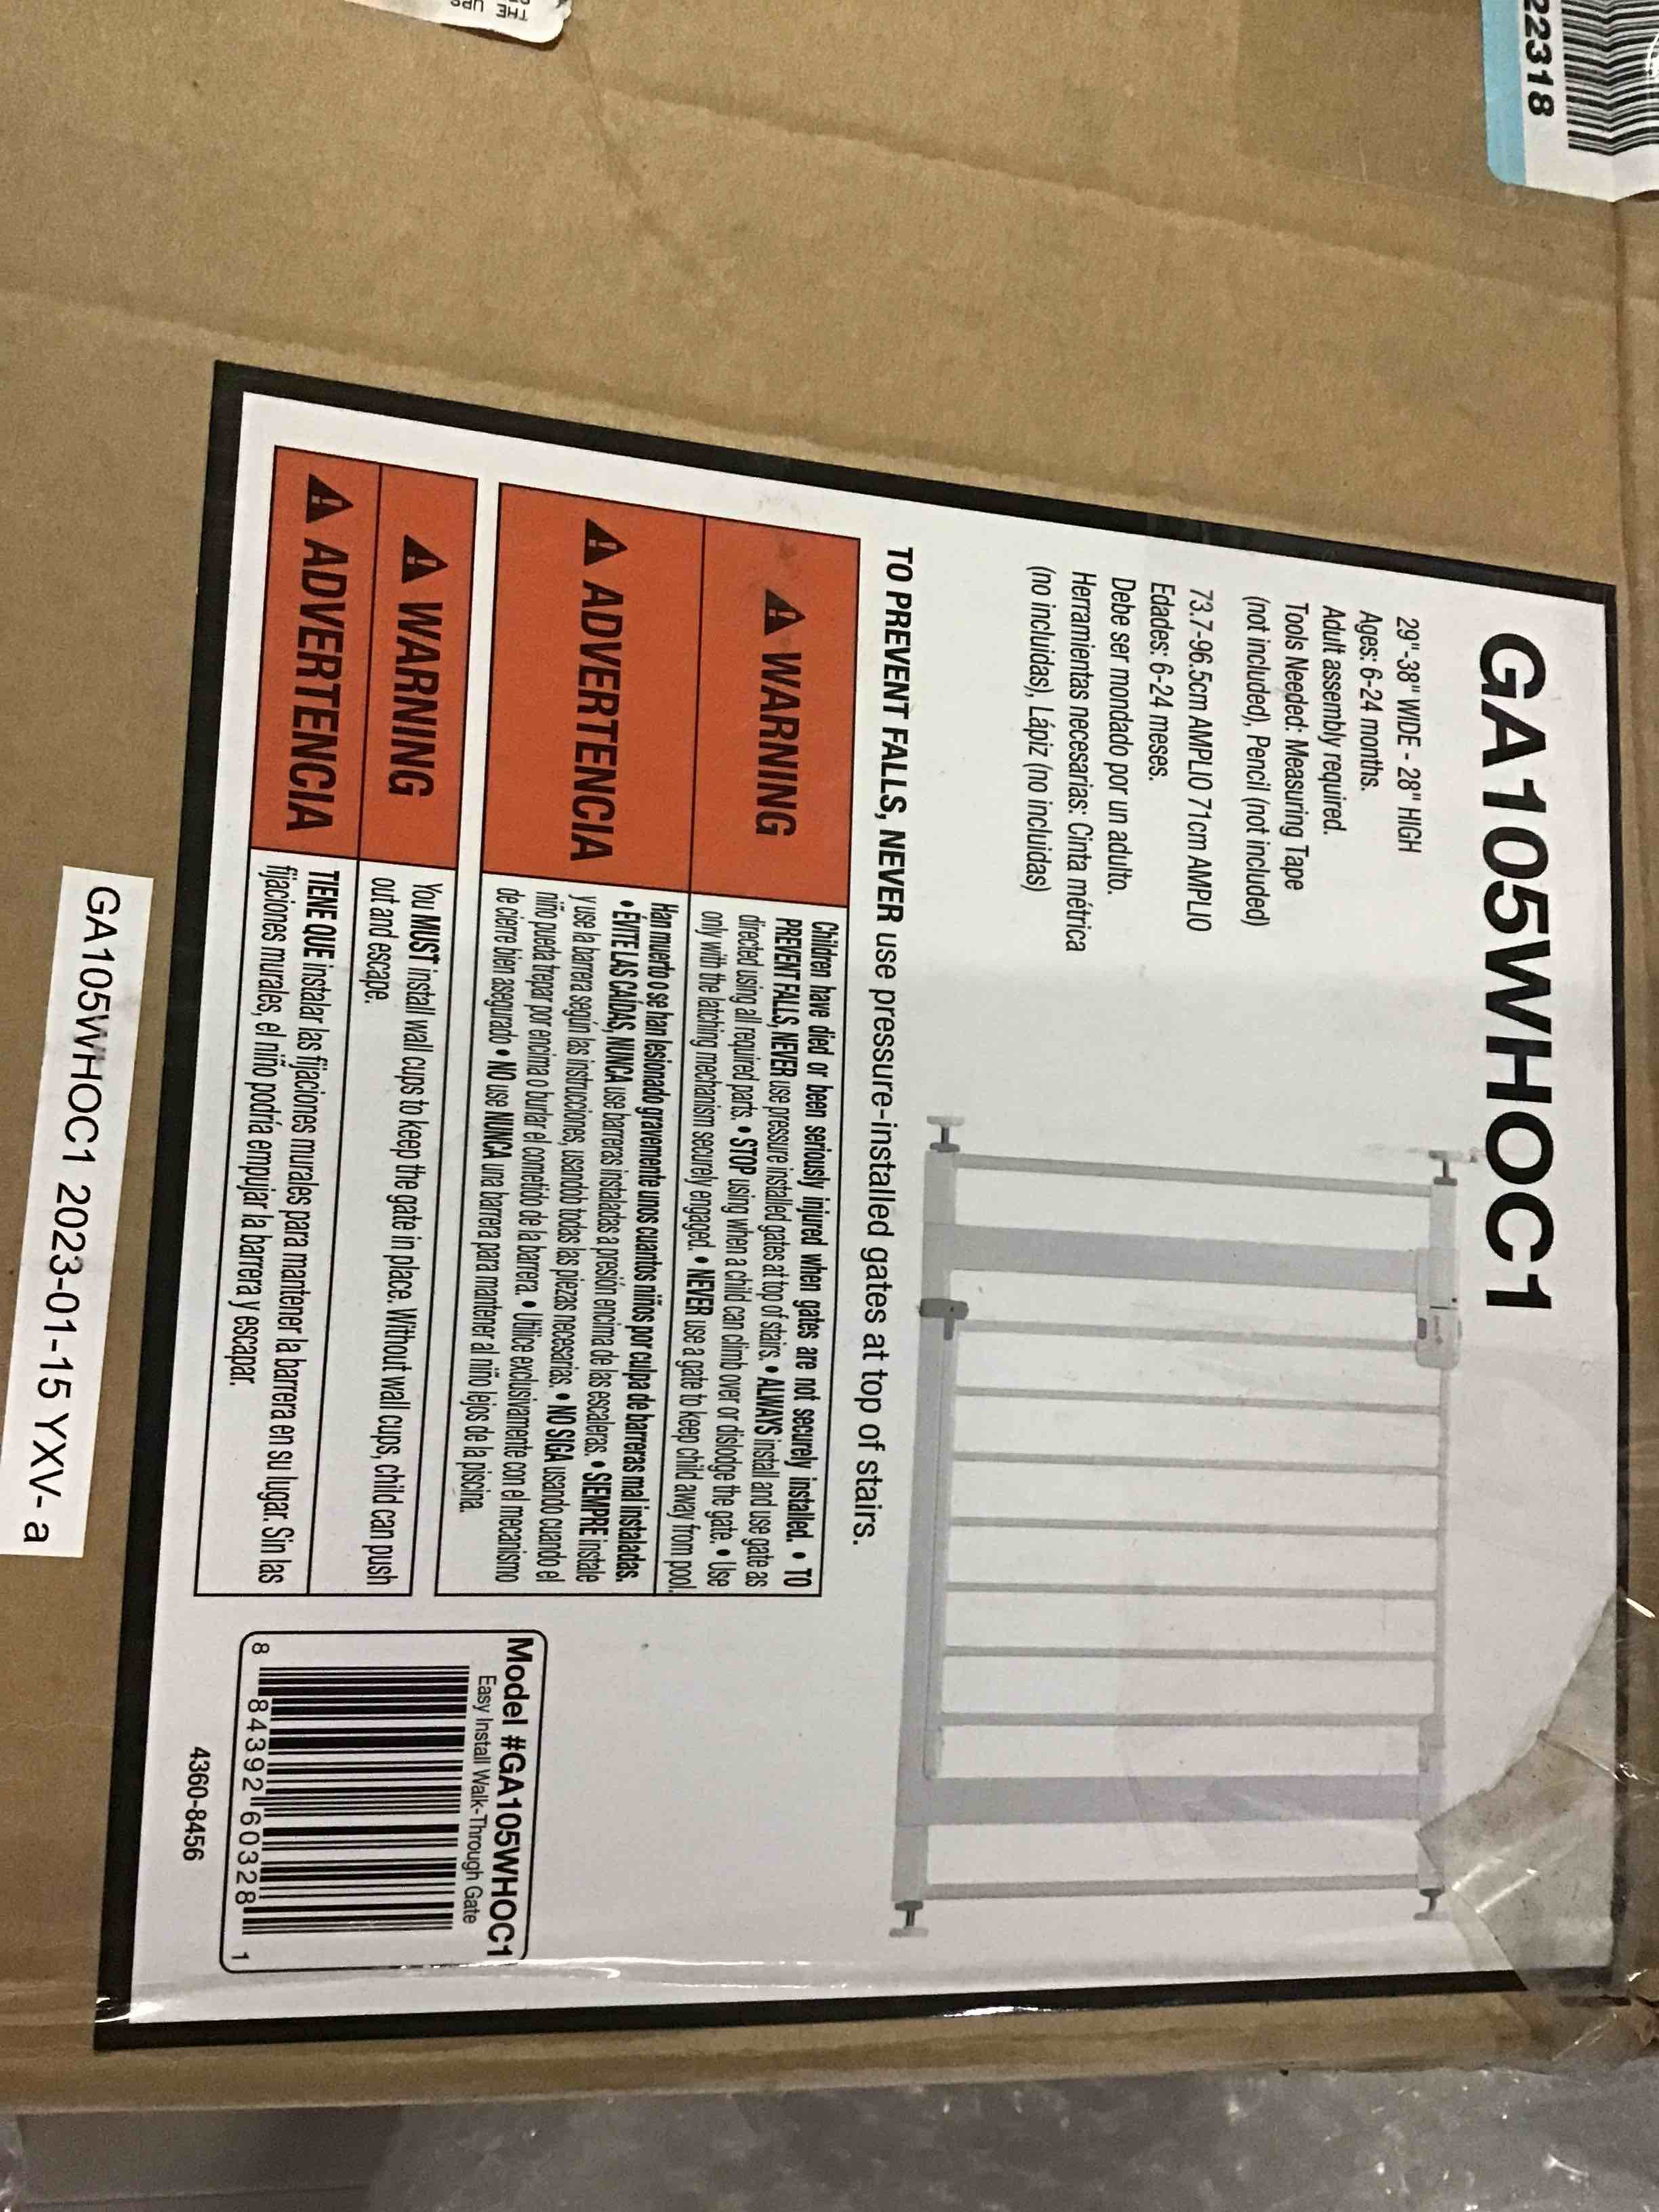 THE UPS
22318
GA105WHOC1
29"-38" WIDE - 28" HIGH
Ages: 6-24 months.
Adult assembly required.
Tools Needed: Measuring Tape
(not included), Pencil (not included)
73.7-96.5cm AMPLIO 71cm AMPLIO
Edades: 6-24 meses.
Debe ser mondado por un adulto.
Herramientas necesarias: Cinta métrica
(no incluidas), Lápiz (no incluidas)
TO PREVENT FALLS, NEVER use pressure-installed gates at top of stairs.
WARNING
Children have died or been seriously injured when gates are not securely installed. • TO
PREVENT FALLS, NEVER use pressure installed gates at top of stairs. • ALWAYS install and use gate as
directed using all required parts. • STOP using when a child can climb over or dislodge the gate. • Use
only with the latching mechanism securely engaged. • NEVER use a gate to keep child away from pool.
ADVERTENCIA
Han muerto o se han lesionado gravemente unos cuantos niños por culpa de barreras mal instaladas.
• ÉVITE LAS CAÍDAS, NUNCA use barreras instaladas a presión encima de las escaleras. • SIEMPRE instale
y use la barrera según las instrucciones, usandob todas las piezas necesarias. • NO SIGA usando cuando el
niño pueda trepar por encima o burlar el cometido de la barrera. • Utilice exclusivamente con el mecanismo
de cierre bien asegurado • NO use NUNCA una barrera para mantener al niño lejos de la piscina.
WARNING
You MUST install wall cups to keep the gate in place. Without wall cups, child can push
out and escape.
ADVERTENCIA
TIENE QUE instalar las fijaciones murales para mantener la barrera en su lugar. Sin las
fijaciones murales, el niño podría empujar la barrera y escapar.
Model #GA105WHOC1
Easy Install Walk-Through Gate
8 84392 60328 1
4360-8456
GA105WHOC1 2023-01-15 YXV- a